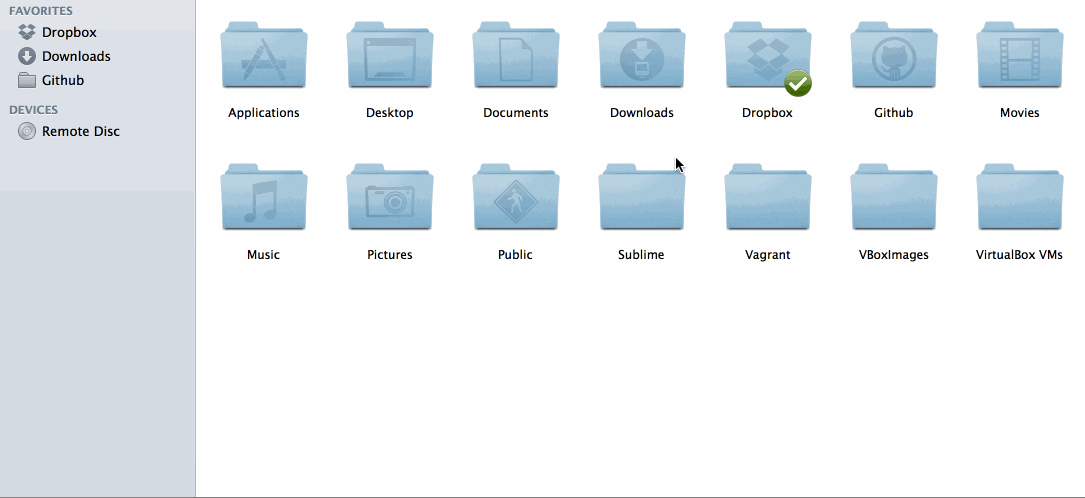 FAVORITES
Dropbox
Downloads
Github
DEVICES
Remote Disc
Applications
Desktop
Documents
Downloads
Dropbox
Github
Movies
Music
Pictures
Public
Sublime
Vagrant
VBoxImages
VirtualBox VMs